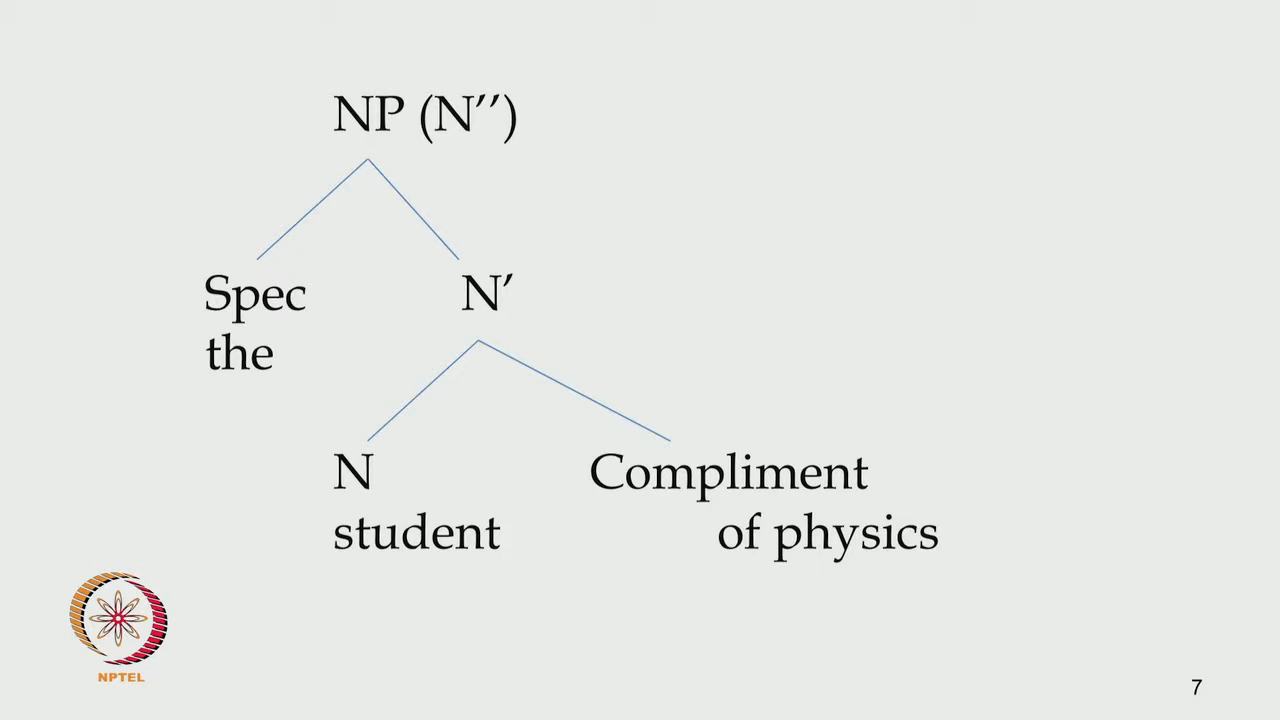 NP (N′′)
Spec N′
the
N Compliment
student of physics
NPTEL
7